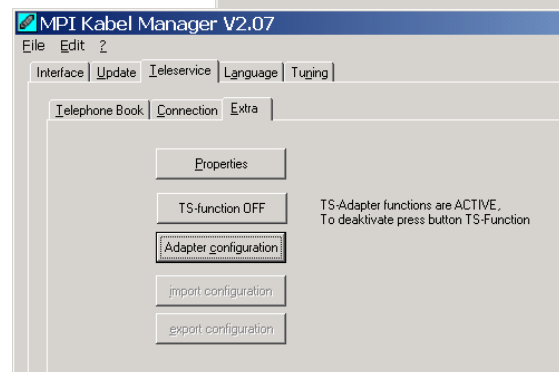 MPI Kabel Manager V2.07
File Edit ?
Interface Update Teleservice Language Tuning
Telephone Book Connection Extra
Properties
TS-function OFF
TS-Adapter functions are ACTIVE,
To deaktivate press button TS-Function
Adapter configuration
import configuration
export configuration